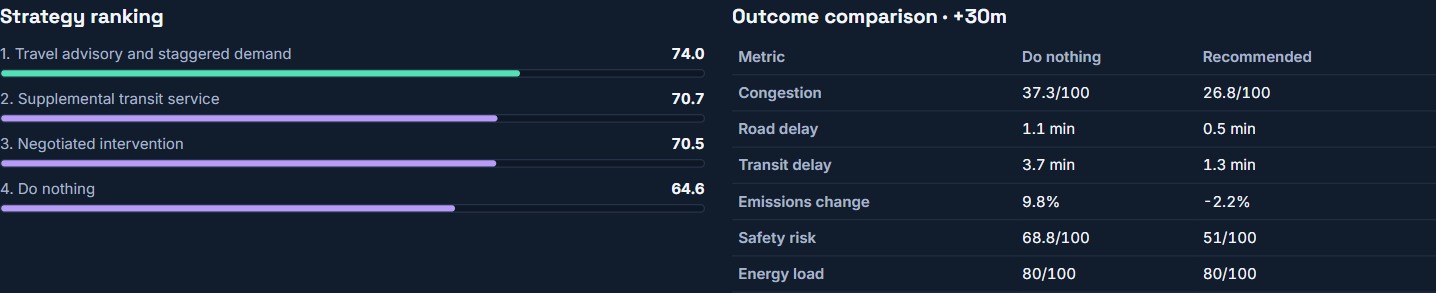 Strategy ranking
1. Travel advisory and staggered demand 74.0
2. Supplemental transit service 70.7
3. Negotiated intervention 70.5
4. Do nothing 64.6
Outcome comparison · +30m
Metric Do nothing Recommended
Congestion 37.3/100 26.8/100
Road delay 1.1 min 0.5 min
Transit delay 3.7 min 1.3 min
Emissions change 9.8% -2.2%
Safety risk 68.8/100 51/100
Energy load 80/100 80/100